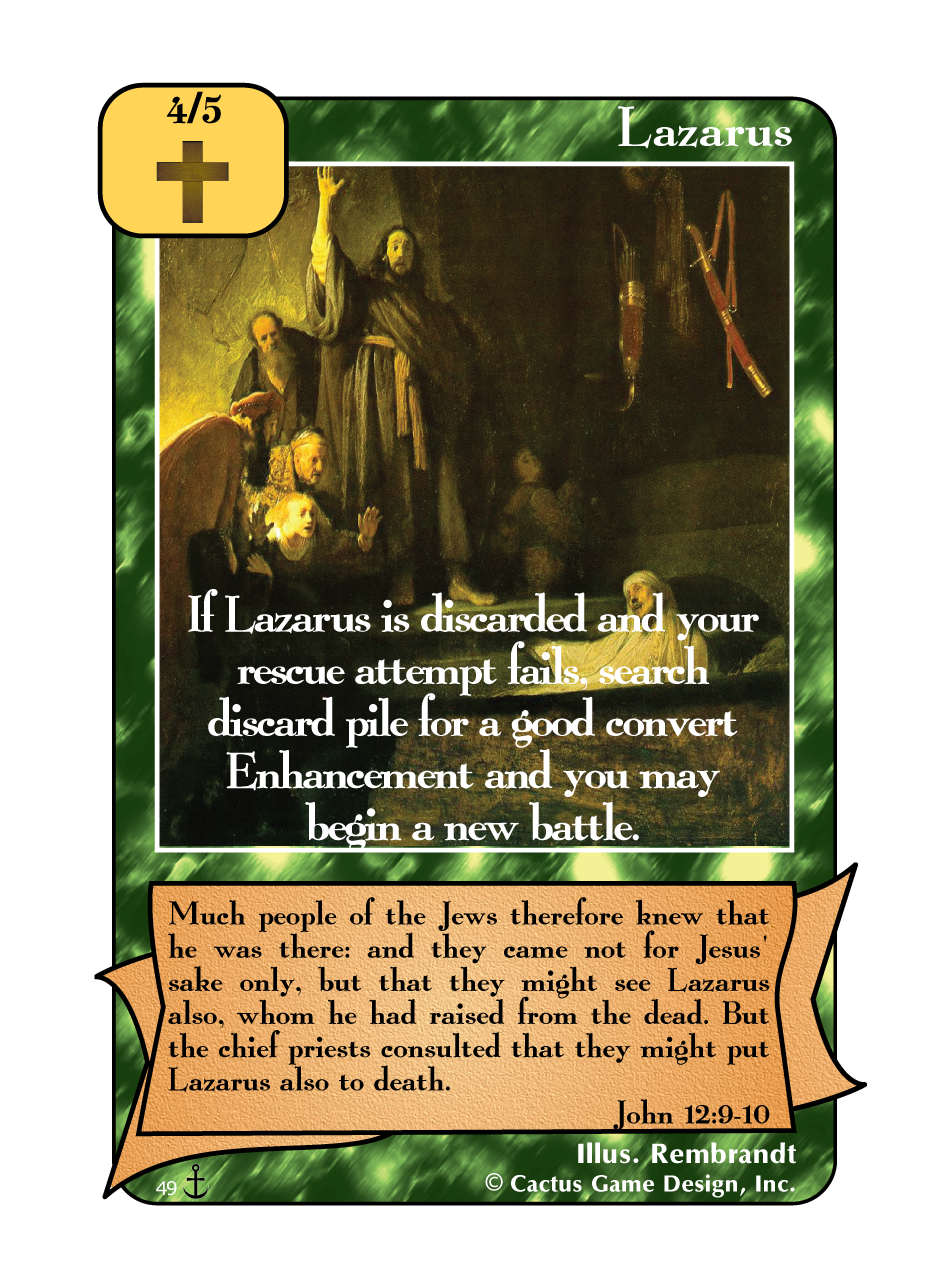 4/5
Lazarus
If Lazarus is discarded and your
rescue attempt fails, search
discard pile for a good convert
Enhancement and you may
begin a new battle.
Much people of the Jews therefore knew that
he was there: and they came not for Jesus'
sake only, but that they might see Lazarus
also, whom he had raised from the dead. But
the chief priests consulted that they might put
Lazarus also to death.
John 12:9-10
Illus. Rembrandt
49
© Cactus Game Design, Inc.